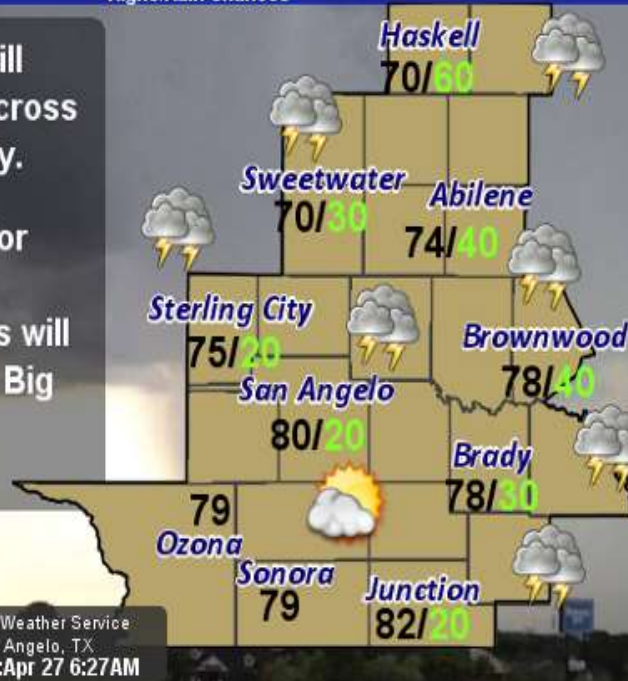 Haskell
70/60
ill
cross
y.
or
s will
Big
Sweetwater
70/30
Abilene
74/40
Sterling City
75/20
Brownwood
78/40
San Angelo
80/20
Brady
78/30
79
Ozona
Sonora
79
Junction
82/20
Weather Service
Angelo, TX
:Apr 27 6:27AM